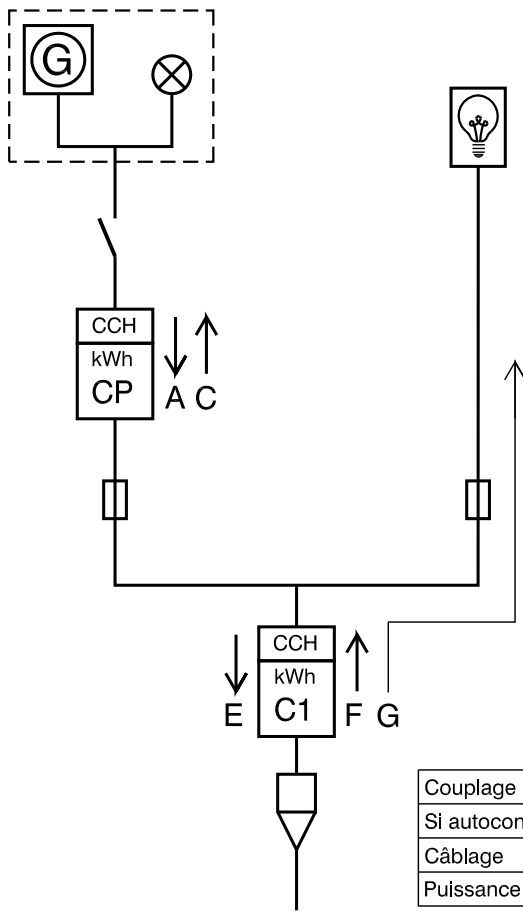 G
CCH
kWh
CP
A C
CCH
kWh
C1
E
F G
Couplage
Si autocon
Câblage
Puissance